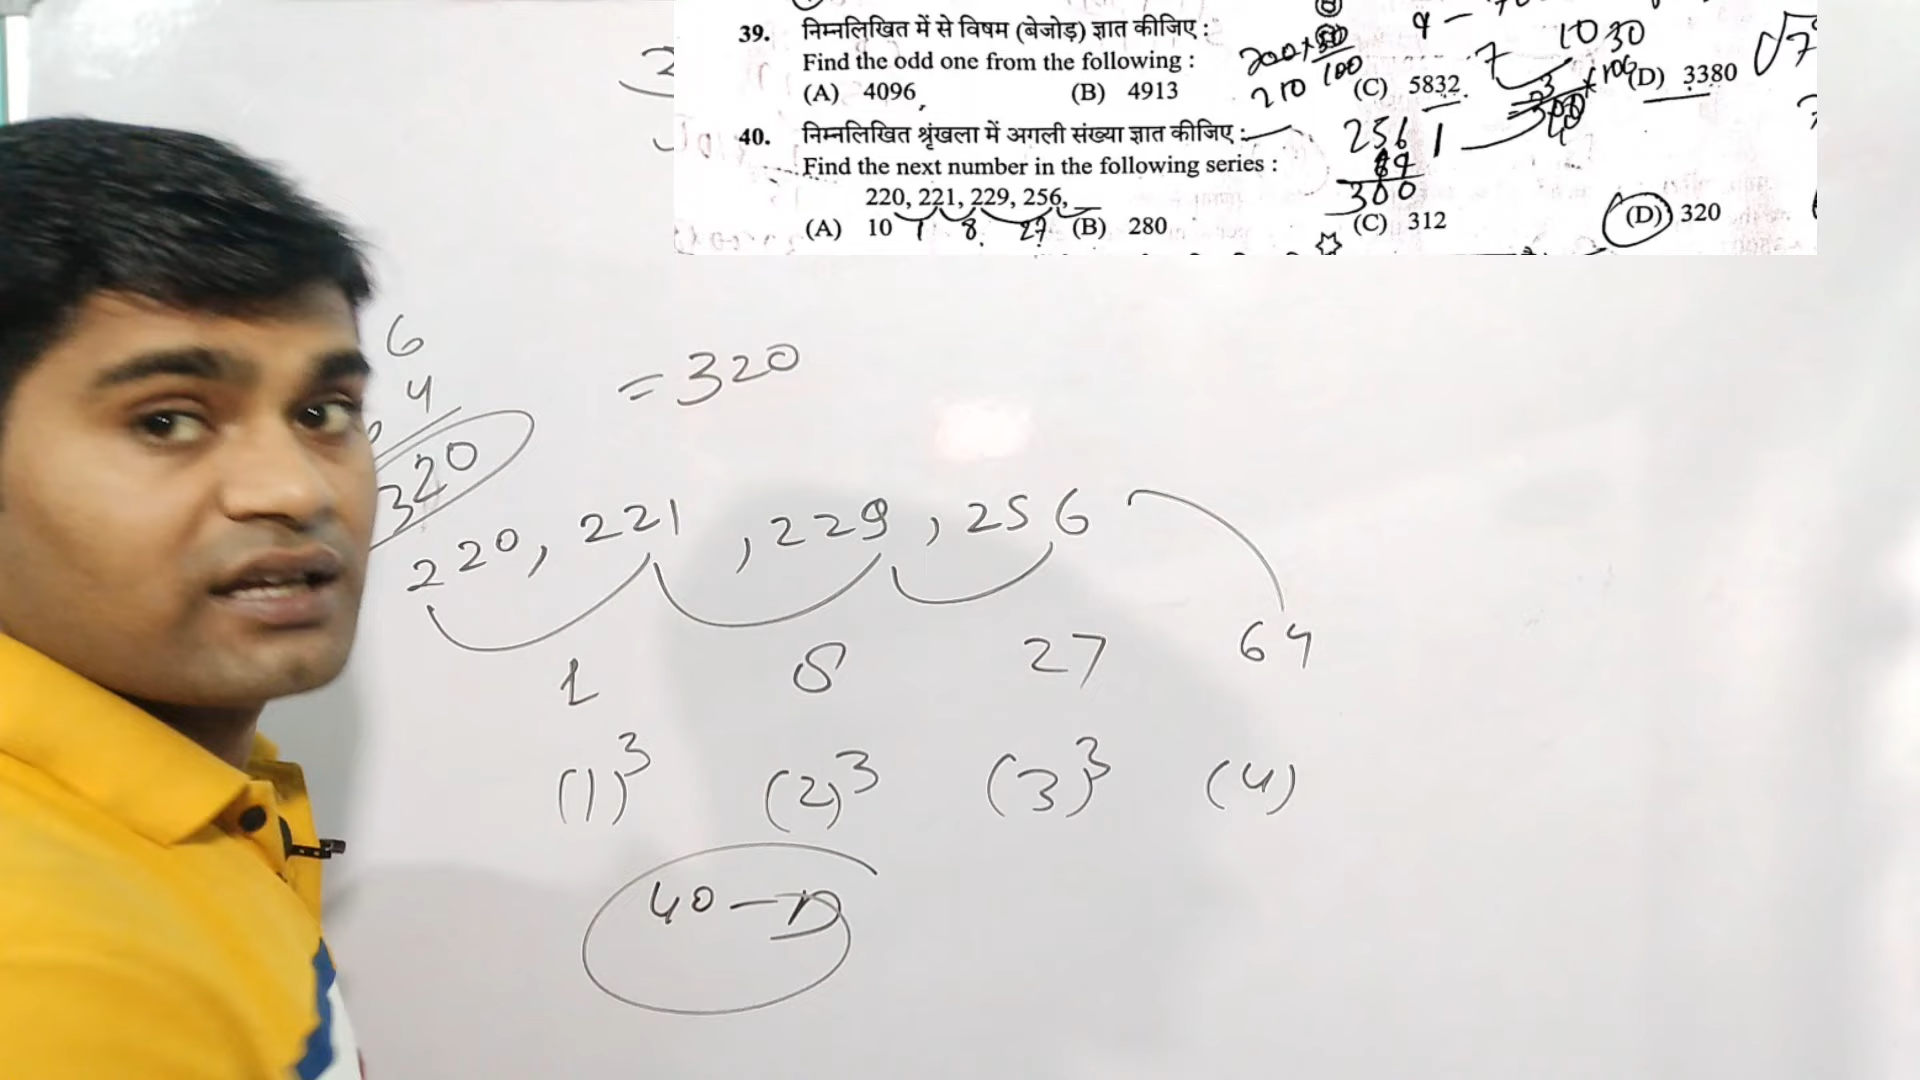 39. निम्नलिखित में से विषम (बेजोड़) ज्ञात कीजिए :
Find the odd one from the following :
(A) 4096 (B) 4913 (C) 5832 (D) 3380
40. निम्नलिखित श्रृंखला में अगली संख्या ज्ञात कीजिए :
Find the next number in the following series :
220, 221, 229, 256, __
(A) 10 (B) 280 (C) 312 (D) 320
1 8 27
200 × 50
100
210
7
1030
256
64
300
6
4
320
= 320
220, 221, 229, 256
1 8 27 64
(1)³ (2)³ (3)³ (4)
40 – D